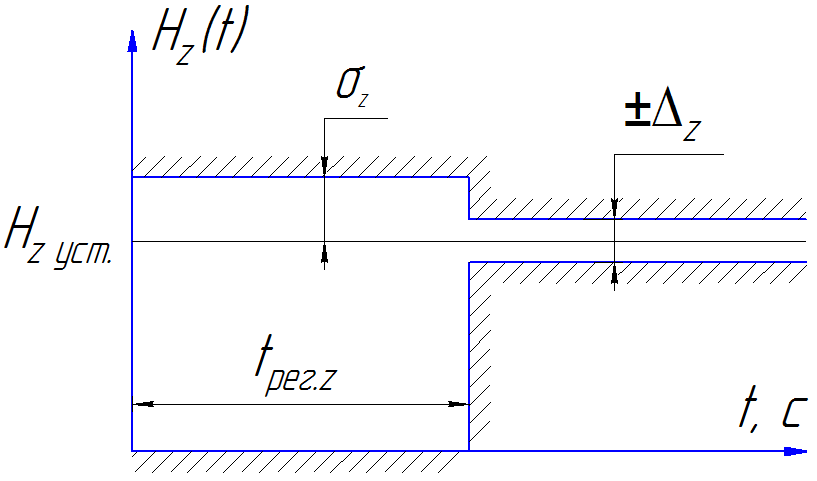 H_z(t)
σ_z
±Δ_z
H_z уст.
t_рег.z
t, c